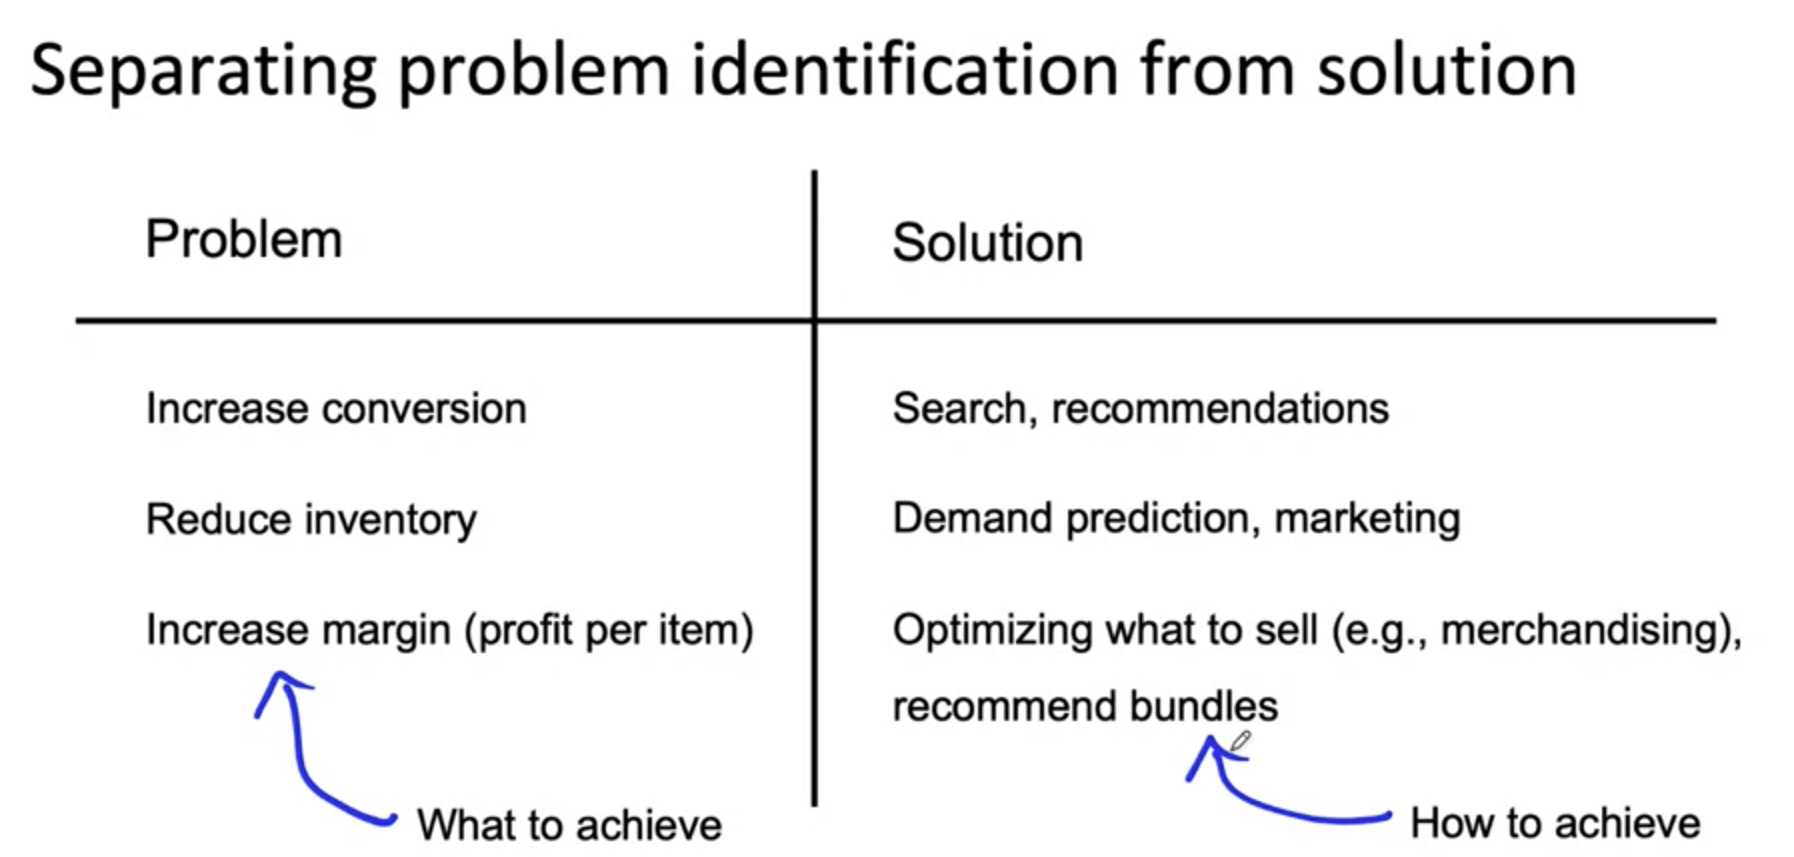 Separating problem identification from solution
Problem
Solution
Increase conversion
Search, recommendations
Reduce inventory
Demand prediction, marketing
Increase margin (profit per item)
Optimizing what to sell (e.g., merchandising),
recommend bundles
What to achieve
How to achieve